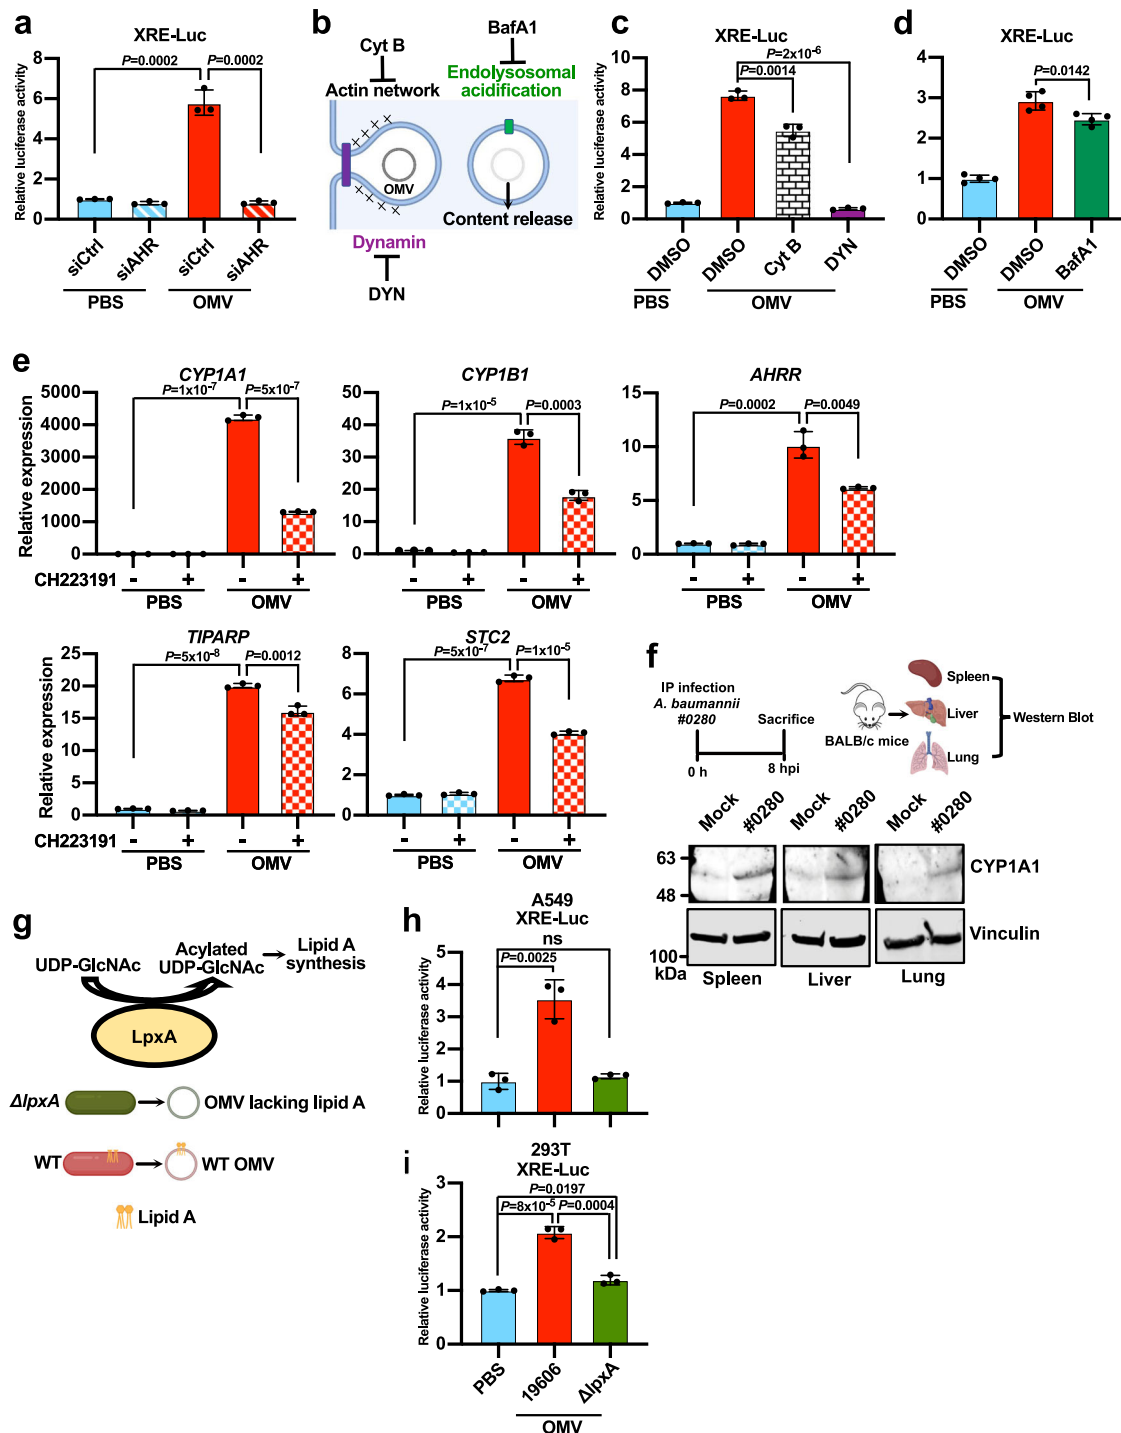 a
XRE-Luc
P=0.0002 P=0.0002
Relative luciferase activity
8
6
4
2
0
siCtrl siAHR siCtrl siAHR
PBS OMV
b
Cyt B
BafA1
Actin network
Endolysosomal
acidification
OMV
Content release
Dynamin
DYN
c
XRE-Luc
P=2x10-6
P=0.0014
Relative luciferase activity
10
8
6
4
2
0
DMSO DMSO Cyt B DYN
PBS OMV
d
XRE-Luc
P=0.0142
Relative luciferase activity
4
3
2
1
0
DMSO DMSO BafA1
PBS OMV
e
CYP1A1
P=1x10-7 P=5x10-7
Relative expression
5000
4000
3000
2000
1000
0
CH223191 - + - +
PBS OMV
CYP1B1
P=1x10-5 P=0.0003
50
40
30
20
10
0
- + - +
PBS OMV
AHRR
P=0.0002 P=0.0049
15
10
5
0
- + - +
PBS OMV
TIPARP
P=5x10-8 P=0.0012
Relative expression
25
20
15
10
5
0
CH223191 - + - +
PBS OMV
STC2
P=5x10-7 P=1x10-5
8
6
4
2
0
- + - +
PBS OMV
f
IP infection
A. baumannii
#0280
Sacrifice
0 h
8 hpi
BALB/c mice
Spleen
Liver
Lung
Western Blot
Mock #0280 Mock #0280 Mock #0280
63
48
CYP1A1
Vinculin
100
kDa
Spleen Liver Lung
g
UDP-GlcNAc
Acylated
UDP-GlcNAc
Lipid A
synthesis
LpxA
ΔlpxA
OMV lacking lipid A
WT
WT OMV
Lipid A
h
A549
XRE-Luc
ns
P=0.0025
Relative luciferase activity
5
4
3
2
1
0
i
293T
XRE-Luc
P=0.0197
P=8x10-5 P=0.0004
Relative luciferase activity
3
2
1
0
PBS 19606 ΔlpxA
OMV